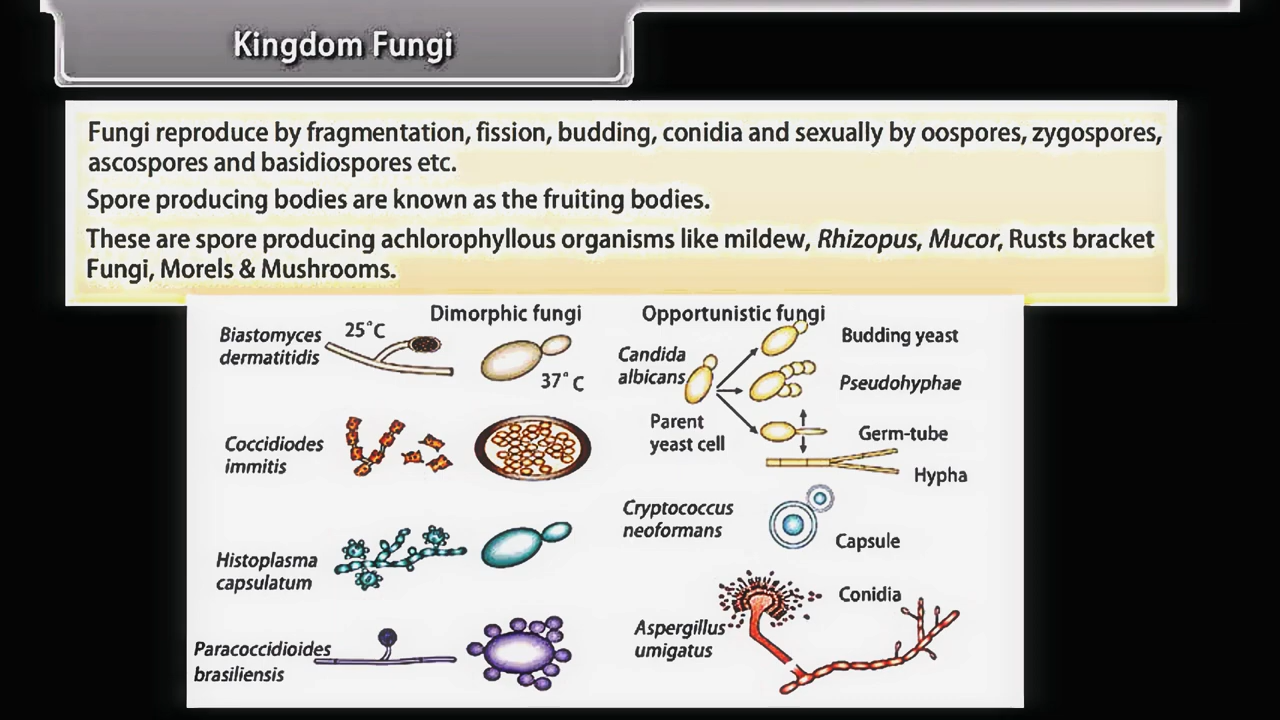 Kingdom Fungi
Fungi reproduce by fragmentation, fission, budding, conidia and sexually by oospores, zygospores,
ascospores and basidiospores etc.
Spore producing bodies are known as the fruiting bodies.
These are spore producing achlorophyllous organisms like mildew, Rhizopus, Mucor, Rusts bracket
Fungi, Morels & Mushrooms.
Dimorphic fungi
Biastomyces
dermatitidis
25°C
37°C
Coccidiodes
immitis
Histoplasma
capsulatum
Paracoccidioides
brasiliensis
Opportunistic fungi
Candida
albicans
Parent
yeast cell
Budding yeast
Pseudohyphae
Germ-tube
Hypha
Cryptococcus
neoformans
Capsule
Aspergillus
umigatus
Conidia